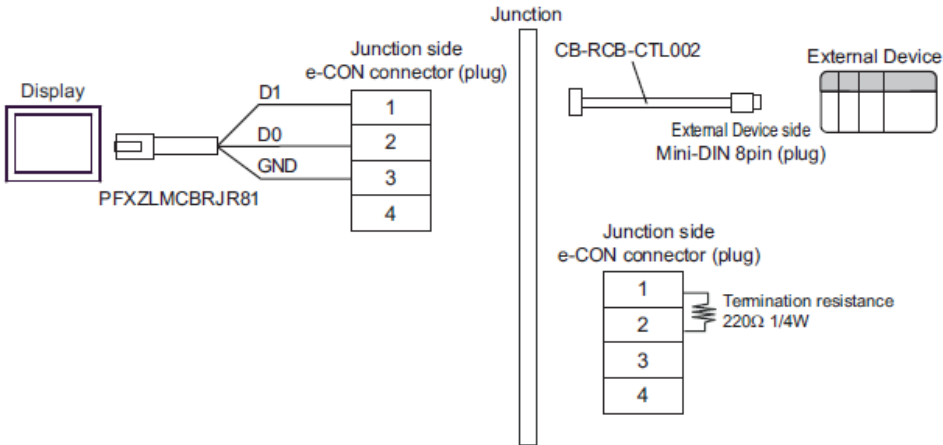 Junction
Junction side
e-CON connector (plug)
Display
D1
D0
GND
PFXZLMCBRJR81
1
2
3
4
CB-RCB-CTL002
External Device
External Device side
Mini-DIN 8pin (plug)
Junction side
e-CON connector (plug)
1
2
3
4
Termination resistance
220Ω 1/4W